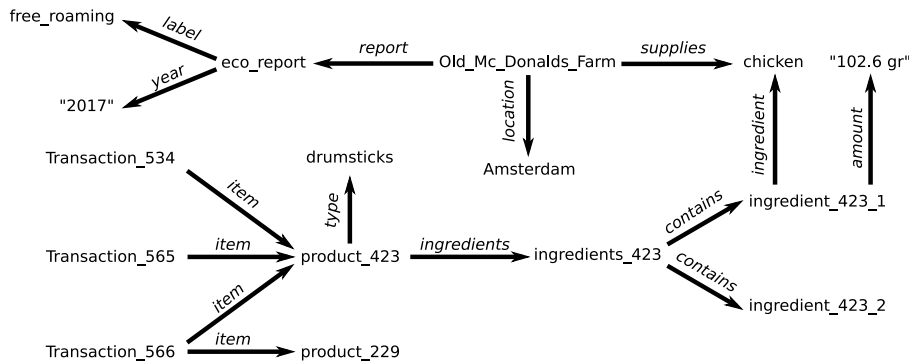 free_roaming
label
report
supplies
eco_report
Old_Mc_Donalds_Farm
chicken
"102.6 gr"
year
location
"2017"
ingredient
amount
Transaction_534
drumsticks
Amsterdam
item
type
contains
ingredient_423_1
Transaction_565
item
product_423
ingredients
ingredients_423
item
contains
ingredient_423_2
Transaction_566
item
product_229